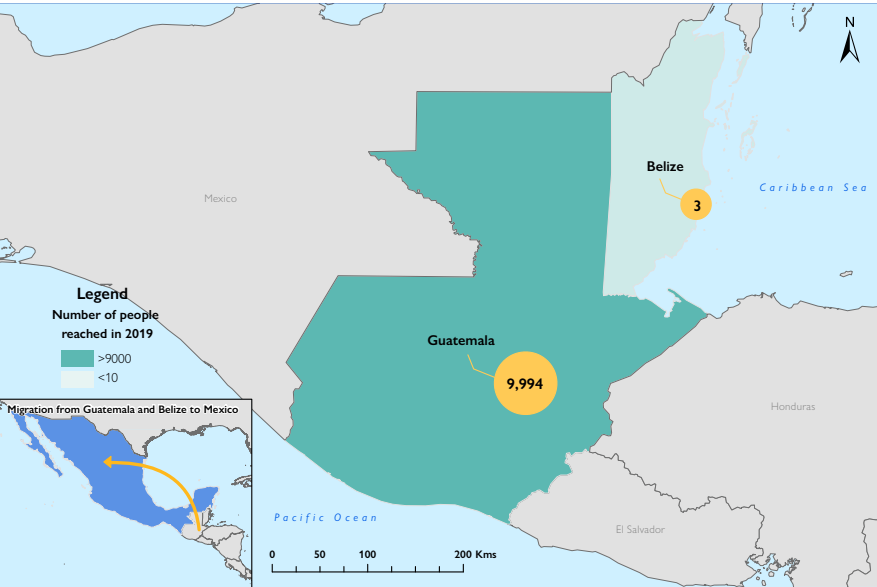 N
Belize
3
Caribbean Sea
Mexico
Legend
Number of people
reached in 2019
>9000
<10
Guatemala
9,994
Migration from Guatemala and Belize to Mexico
Honduras
Pacific Ocean
El Salvador
0 50 100 200 Kms